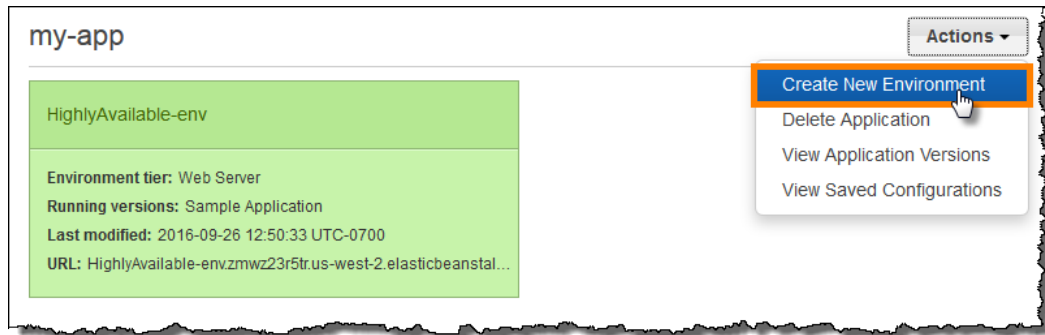 my-app
Actions
Create New Environment
Delete Application
View Application Versions
View Saved Configurations
HighlyAvailable-env
Environment tier: Web Server
Running versions: Sample Application
Last modified: 2016-09-26 12:50:33 UTC-0700
URL: HighlyAvailable-env.zmwz23r5tr.us-west-2.elasticbeanstal...